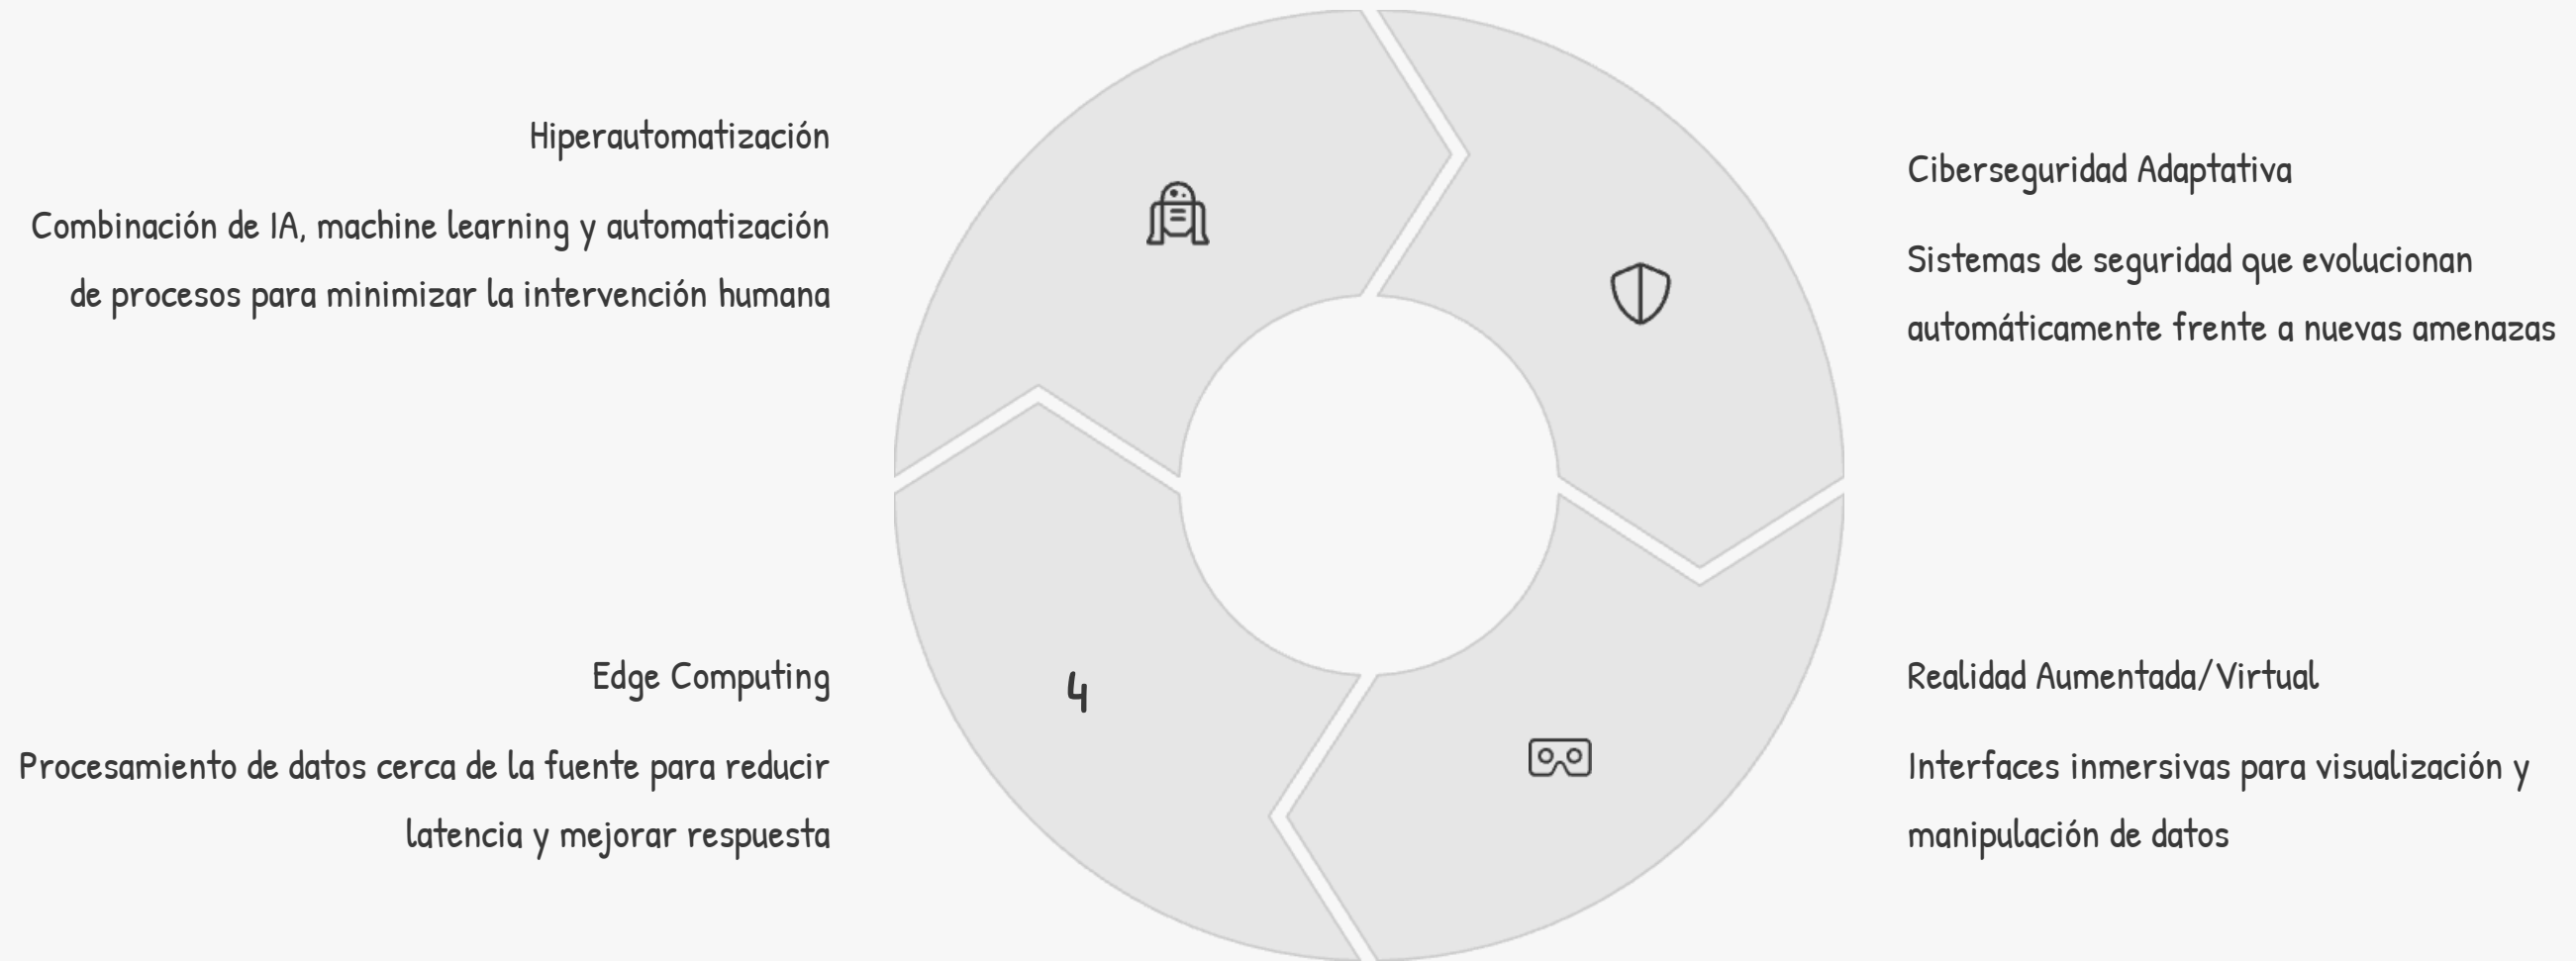 Hiperautomatización
Combinación de IA, machine learning y automatización
de procesos para minimizar la intervención humana
Ciberseguridad Adaptativa
Sistemas de seguridad que evolucionan
automáticamente frente a nuevas amenazas
Realidad Aumentada/Virtual
Interfaces inmersivas para visualización y
manipulación de datos
Edge Computing
Procesamiento de datos cerca de la fuente para reducir
latencia y mejorar respuesta
4